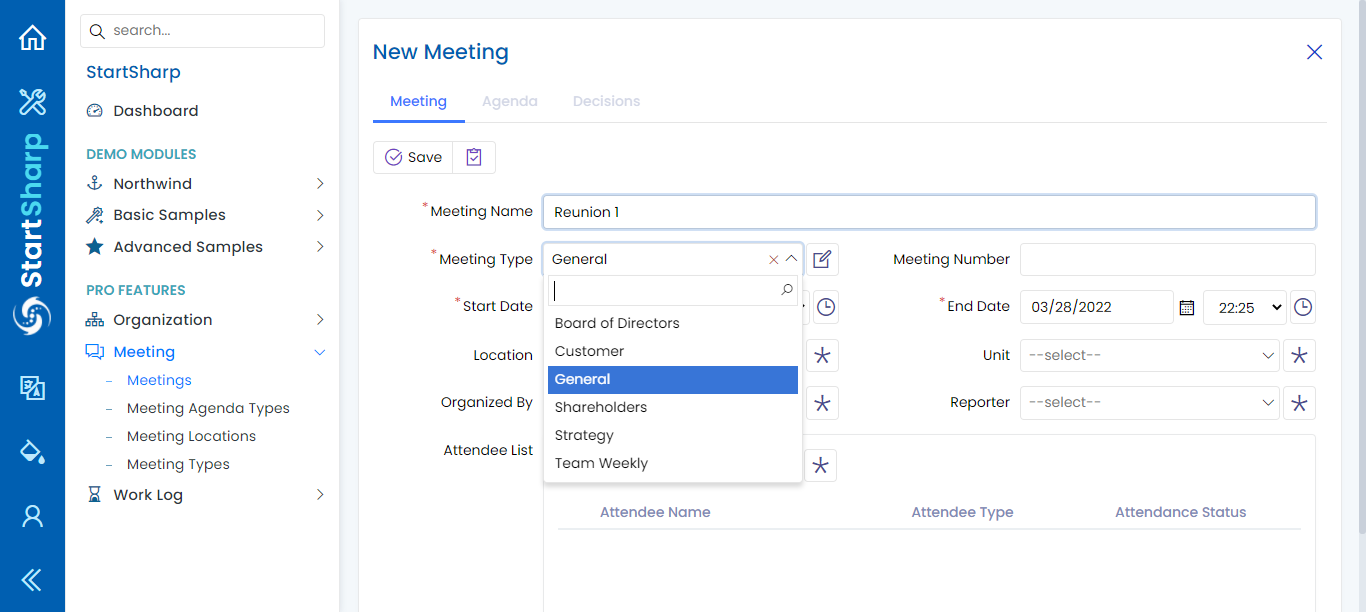 search...
StartSharp
Dashboard
DEMO MODULES
Northwind
Basic Samples
Advanced Samples
PRO FEATURES
Organization
Meeting
Meetings
Meeting Agenda Types
Meeting Locations
Meeting Types
Work Log
StartSharp
New Meeting
Meeting Agenda Decisions
Save
*Meeting Name Reunion 1
*Meeting Type General Meeting Number
*Start Date *End Date 03/28/2022 22:25
Location Unit --select--
Organized By Reporter --select--
Attendee List
Board of Directors
Customer
General
Shareholders
Strategy
Team Weekly
Attendee Name Attendee Type Attendance Status